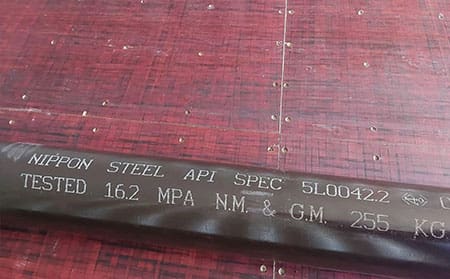 NIPPON STEEL API SPEC 5L0042.2
TESTED 16.2 MPA N.M. & G.M. 255 KG